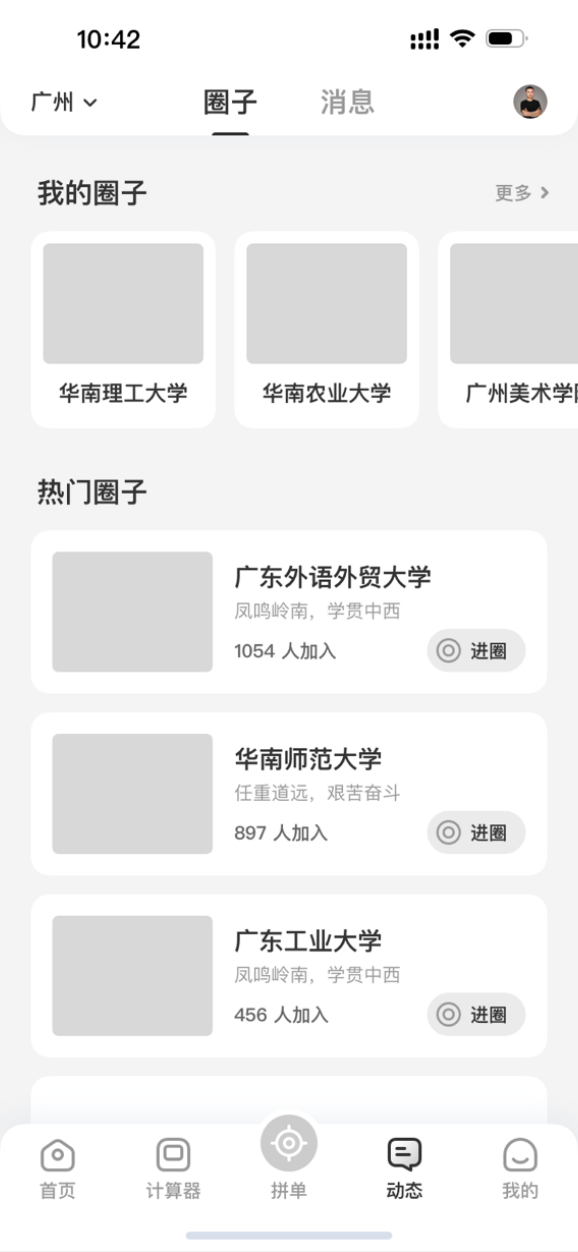 10:42
广州
圈子
消息
我的圈子
更多
华南理工大学
华南农业大学
广州美术学
热门圈子
广东外语外贸大学
凤鸣岭南，学贯中西
1054 人加入
进圈
华南师范大学
任重道远，艰苦奋斗
897 人加入
进圈
广东工业大学
凤鸣岭南，学贯中西
456 人加入
进圈
首页
计算器
拼单
动态
我的